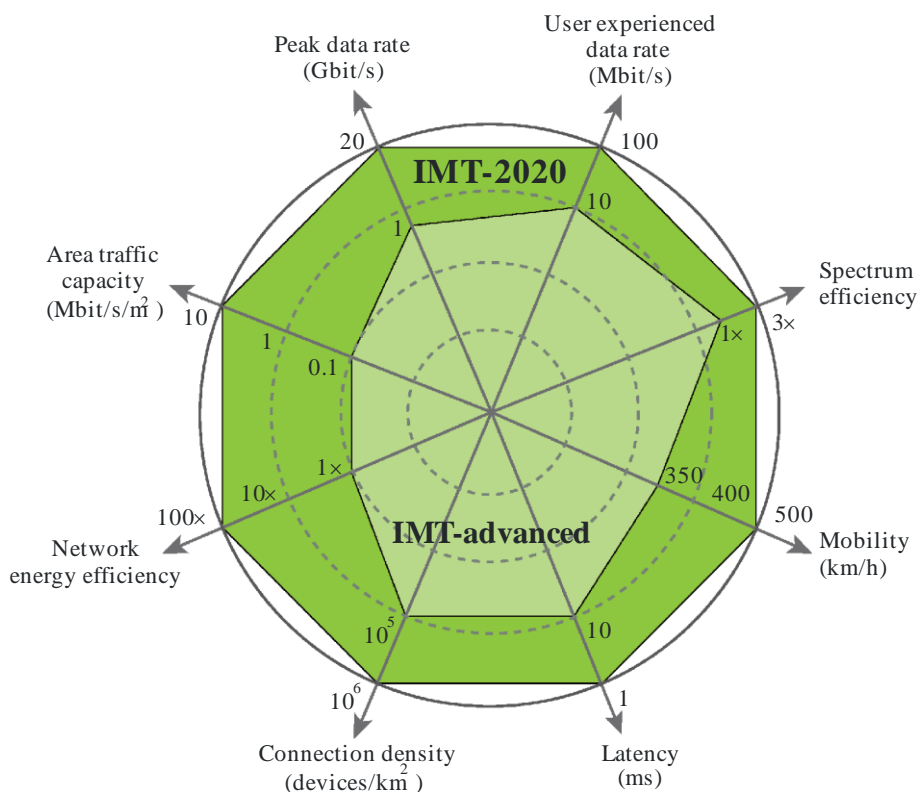 Peak data rate
(Gbit/s)
User experienced
data rate
(Mbit/s)
20
100
IMT-2020
1
10
Area traffic
capacity
(Mbit/s/m²)
Spectrum
efficiency
10
1
0.1
1×
3×
1×
10×
100×
350
400
500
Network
energy efficiency
IMT-advanced
Mobility
(km/h)
10⁵
10
10⁶
1
Connection density
(devices/km²)
Latency
(ms)